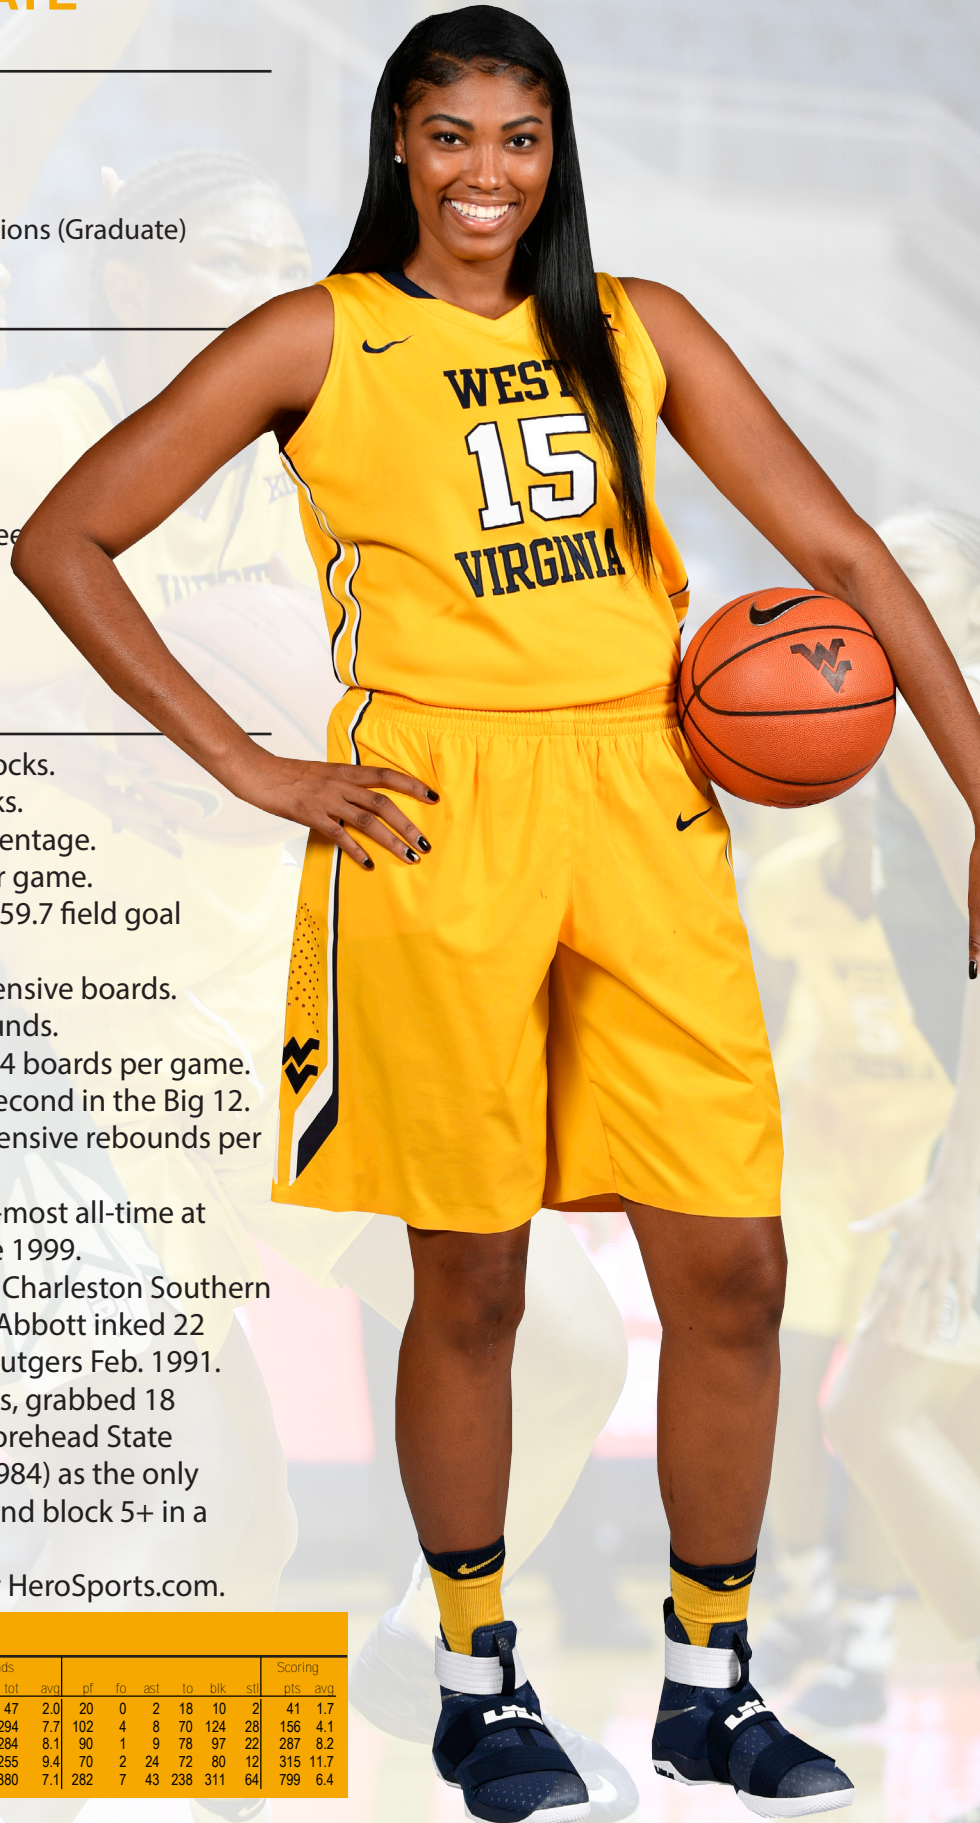 ions (Graduate)
WEST
15
VIRGINIA
ocks.
ks.
entage.
r game.
59.7 field goal
ensive boards.
unds.
4 boards per game.
econd in the Big 12.
ensive rebounds per
-most all-time at
e 1999.
Charleston Southern
Abbott inked 22
utgers Feb. 1991.
s, grabbed 18
orehead State
984) as the only
nd block 5+ in a
HeroSports.com.
ds Scoring
tot avg pf fo ast to blk stl pts avg
47 2.0 20 0 2 18 10 2 41 1.7
294 7.7 102 4 8 70 124 28 156 4.1
284 8.1 90 1 9 78 97 22 287 8.2
255 9.4 70 2 24 72 80 12 315 11.7
880 7.1 282 7 43 238 311 64 799 6.4